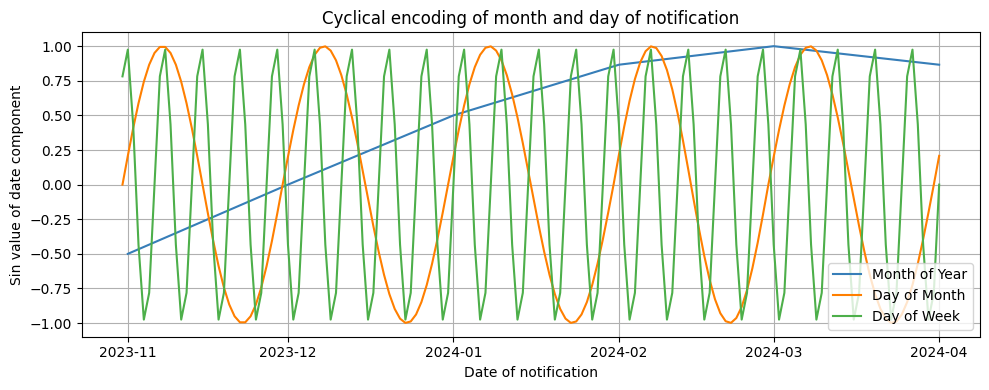 Cyclical encoding of month and day of notification
Sin value of date component
1.00
0.75
0.50
0.25
0.00
−0.25
−0.50
−0.75
−1.00
2023-11
2023-12
2024-01
2024-02
2024-03
2024-04
Date of notification
Month of Year
Day of Month
Day of Week